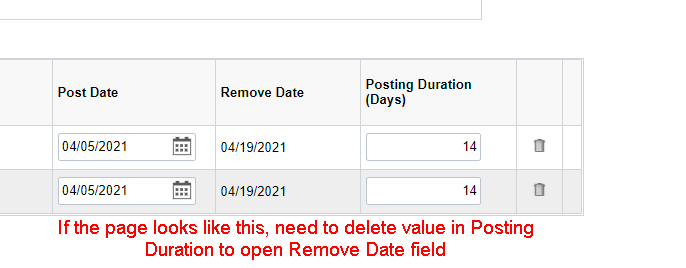 Post Date
Remove Date
Posting Duration
(Days)
04/05/2021
04/19/2021
14
04/05/2021
04/19/2021
14
If the page looks like this, need to delete value in Posting
Duration to open Remove Date field